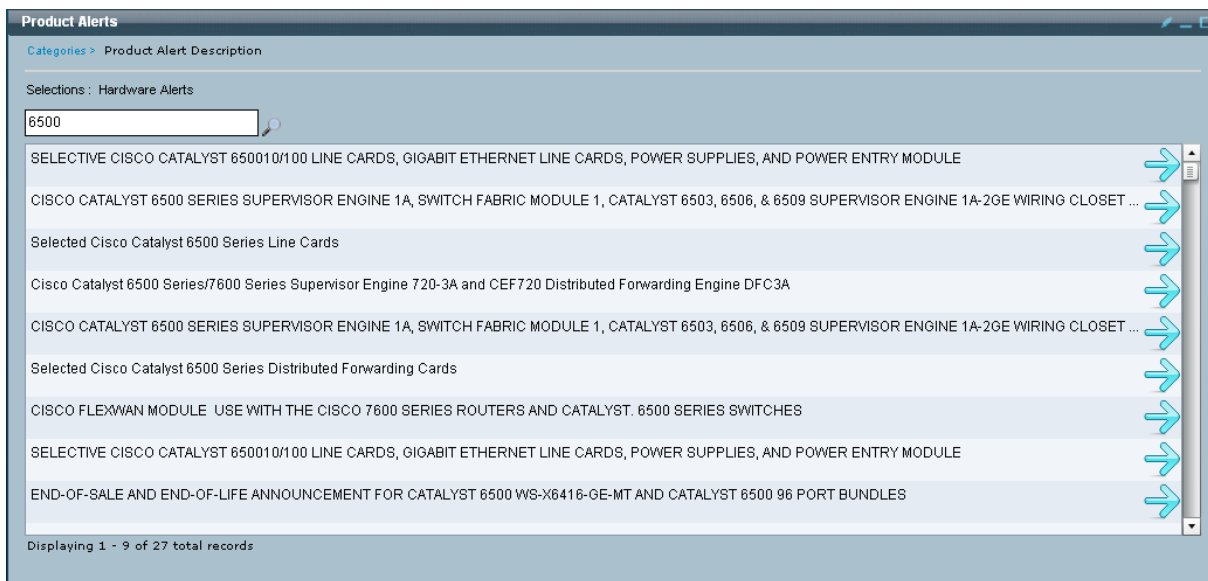 Product Alerts
Categories > Product Alert Description
Selections : Hardware Alerts
6500
SELECTIVE CISCO CATALYST 650010/100 LINE CARDS, GIGABIT ETHERNET LINE CARDS, POWER SUPPLIES, AND POWER ENTRY MODULE
CISCO CATALYST 6500 SERIES SUPERVISOR ENGINE 1A, SWITCH FABRIC MODULE 1, CATALYST 6503, 6506, & 6509 SUPERVISOR ENGINE 1A-2GE WIRING CLOSET ...
Selected Cisco Catalyst 6500 Series Line Cards
Cisco Catalyst 6500 Series/7600 Series Supervisor Engine 720-3A and CEF720 Distributed Forwarding Engine DFC3A
CISCO CATALYST 6500 SERIES SUPERVISOR ENGINE 1A, SWITCH FABRIC MODULE 1, CATALYST 6503, 6506, & 6509 SUPERVISOR ENGINE 1A-2GE WIRING CLOSET ...
Selected Cisco Catalyst 6500 Series Distributed Forwarding Cards
CISCO FLEXWAN MODULE  USE WITH THE CISCO 7600 SERIES ROUTERS AND CATALYST. 6500 SERIES SWITCHES
SELECTIVE CISCO CATALYST 650010/100 LINE CARDS, GIGABIT ETHERNET LINE CARDS, POWER SUPPLIES, AND POWER ENTRY MODULE
END-OF-SALE AND END-OF-LIFE ANNOUNCEMENT FOR CATALYST 6500 WS-X6416-GE-MT AND CATALYST 6500 96 PORT BUNDLES
Displaying 1 - 9 of 27 total records